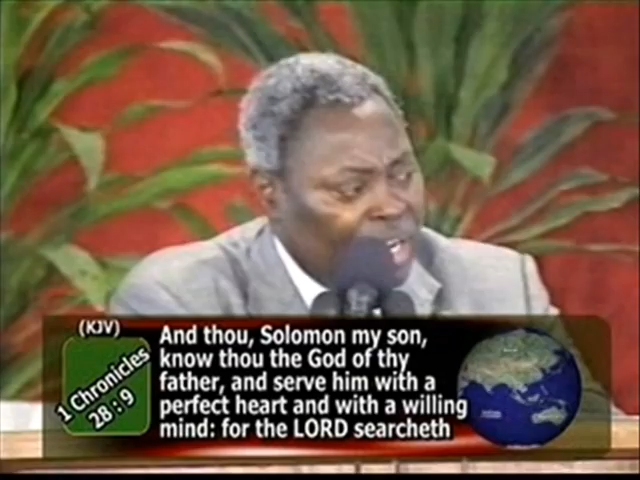 (KJV)
1 Chronicles
28 : 9
And thou, Solomon my son,
know thou the God of thy
father, and serve him with a
perfect heart and with a willing
mind: for the LORD searcheth